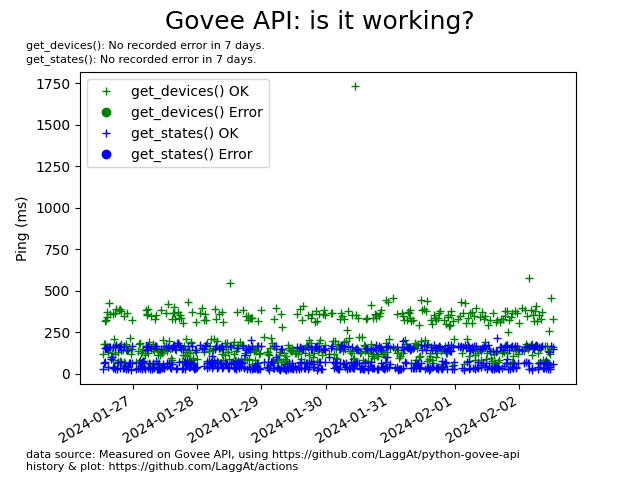 Govee API: is it working?
get_devices(): No recorded error in 7 days.
get_states(): No recorded error in 7 days.
get_devices() OK
get_devices() Error
get_states() OK
get_states() Error
1750
1500
1250
1000
750
500
250
0
Ping (ms)
2024-01-27
2024-01-28
2024-01-29
2024-01-30
2024-01-31
2024-02-01
2024-02-02
data source: Measured on Govee API, using https://github.com/LaggAt/python-govee-api
history & plot: https://github.com/LaggAt/actions